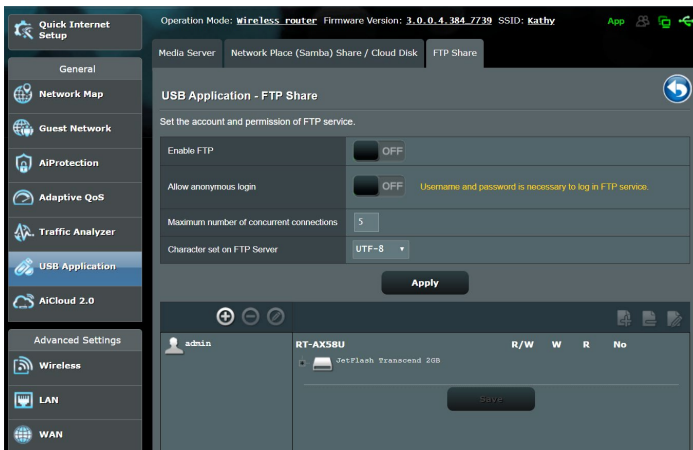 Quick Internet
Setup
Operation Mode: Wireless router Firmware Version: 3.0.0.4.384_7739 SSID: Kathy
App
Media Server
Network Place (Samba) Share / Cloud Disk
FTP Share
General
Network Map
Guest Network
AiProtection
Adaptive QoS
Traffic Analyzer
USB Application
AiCloud 2.0
Advanced Settings
Wireless
LAN
WAN
USB Application - FTP Share
Set the account and permission of FTP service.
Enable FTP
OFF
Allow anonymous login
OFF
Username and password is necessary to log in FTP service.
Maximum number of concurrent connections
5
Character set on FTP Server
UTF-8
Apply
admin
RT-AX58U
R/W W R No
JetFlash Transcend 2GB
Save